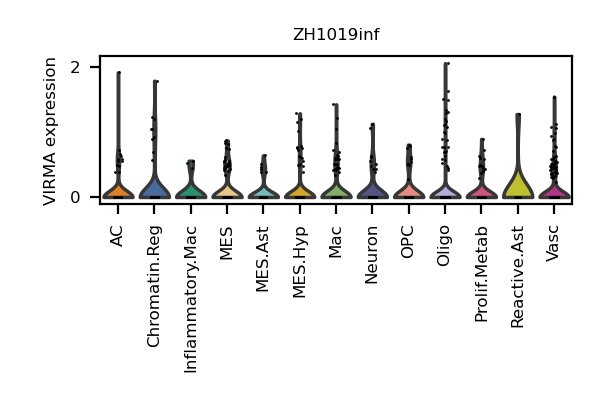 ZH1019inf
VIRMA expression
2
0
AC
Chromatin.Reg
Inflammatory.Mac
MES
MES.Ast
MES.Hyp
Mac
Neuron
OPC
Oligo
Prolif.Metab
Reactive.Ast
Vasc